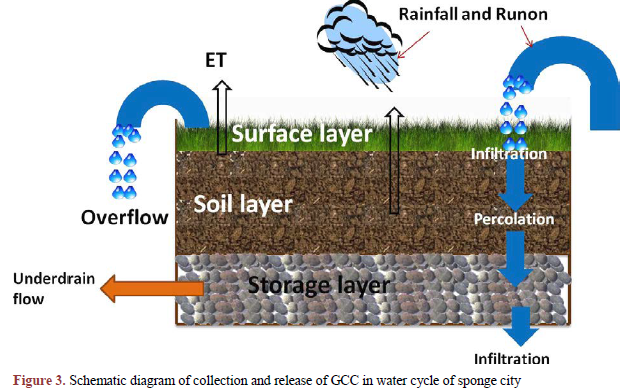 Rainfall and Runon
ET
Surface layer
Infiltration
Soil layer
Overflow
Percolation
Underdrain
flow
Storage layer
Infiltration
Figure 3. Schematic diagram of collection and release of GCC in water cycle of sponge city